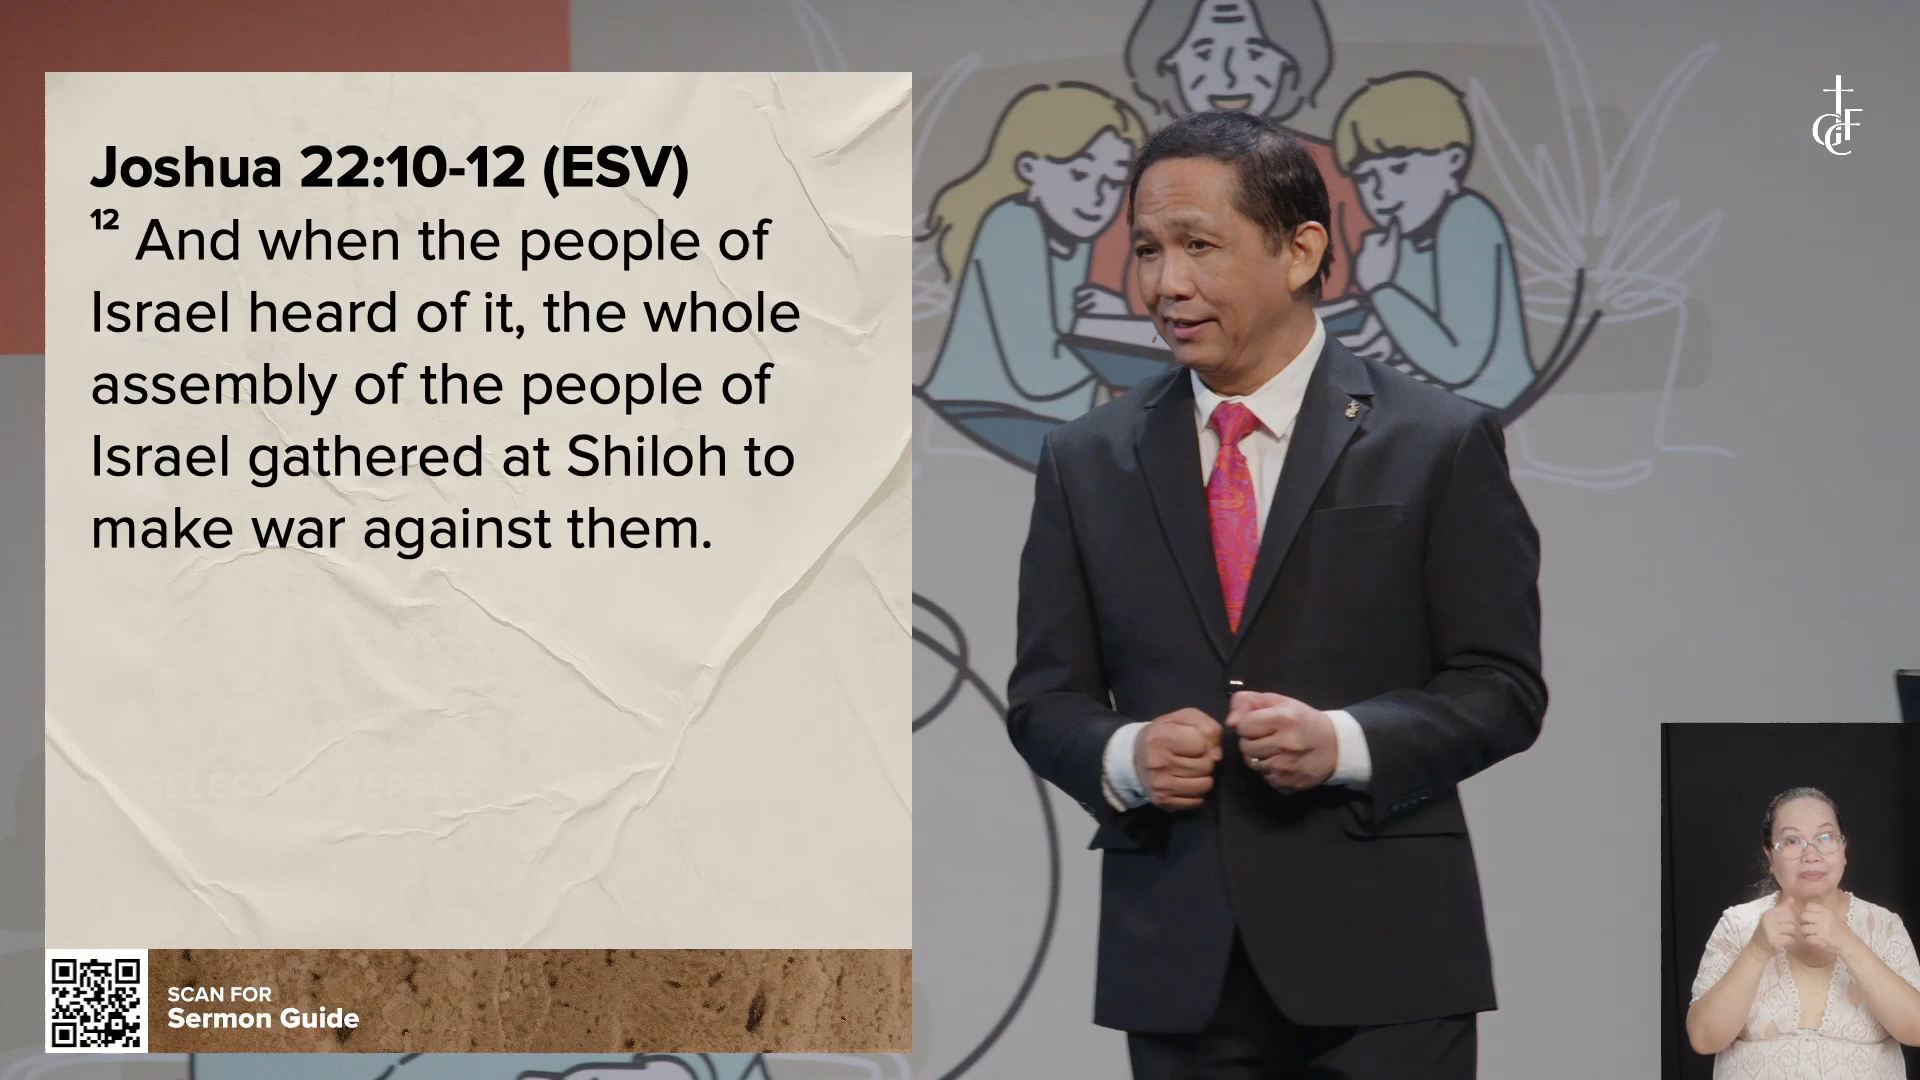 Joshua 22:10-12 (ESV)
12 And when the people of
Israel heard of it, the whole
assembly of the people of
Israel gathered at Shiloh to
make war against them.
SCAN FOR
Sermon Guide